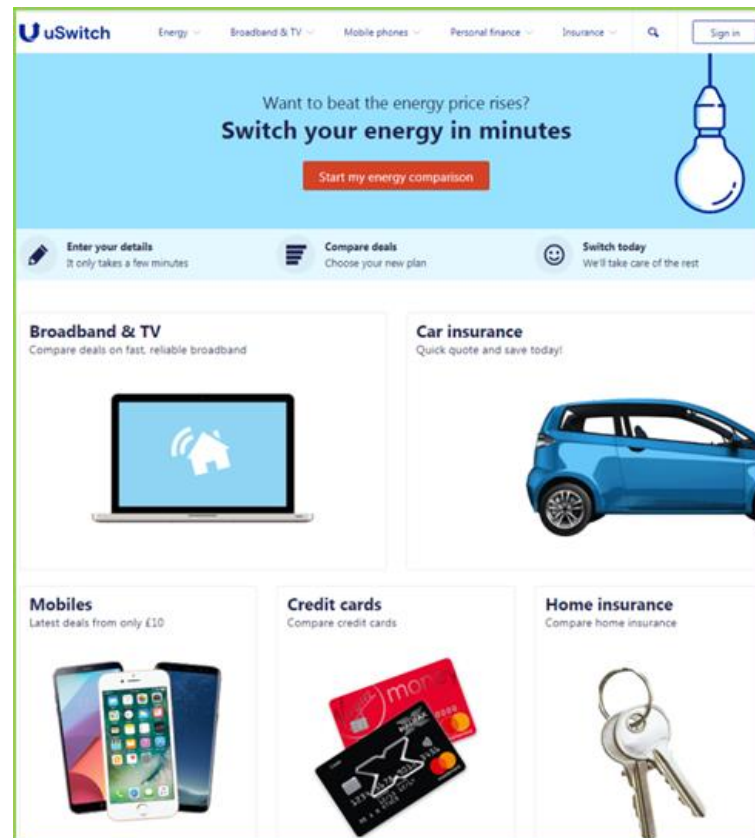 uSwitch
Energy
Broadband & TV
Mobile phones
Personal finance
Insurance
Sign in
Want to beat the energy price rises?
Switch your energy in minutes
Start my energy comparison
Enter your details
It only takes a few minutes
Compare deals
Choose your new plan
Switch today
We'll take care of the rest
Broadband & TV
Compare deals on fast, reliable broadband
Car insurance
Quick quote and save today!
Mobiles
Latest deals from only £10
Credit cards
Compare credit cards
Home insurance
Compare home insurance
money